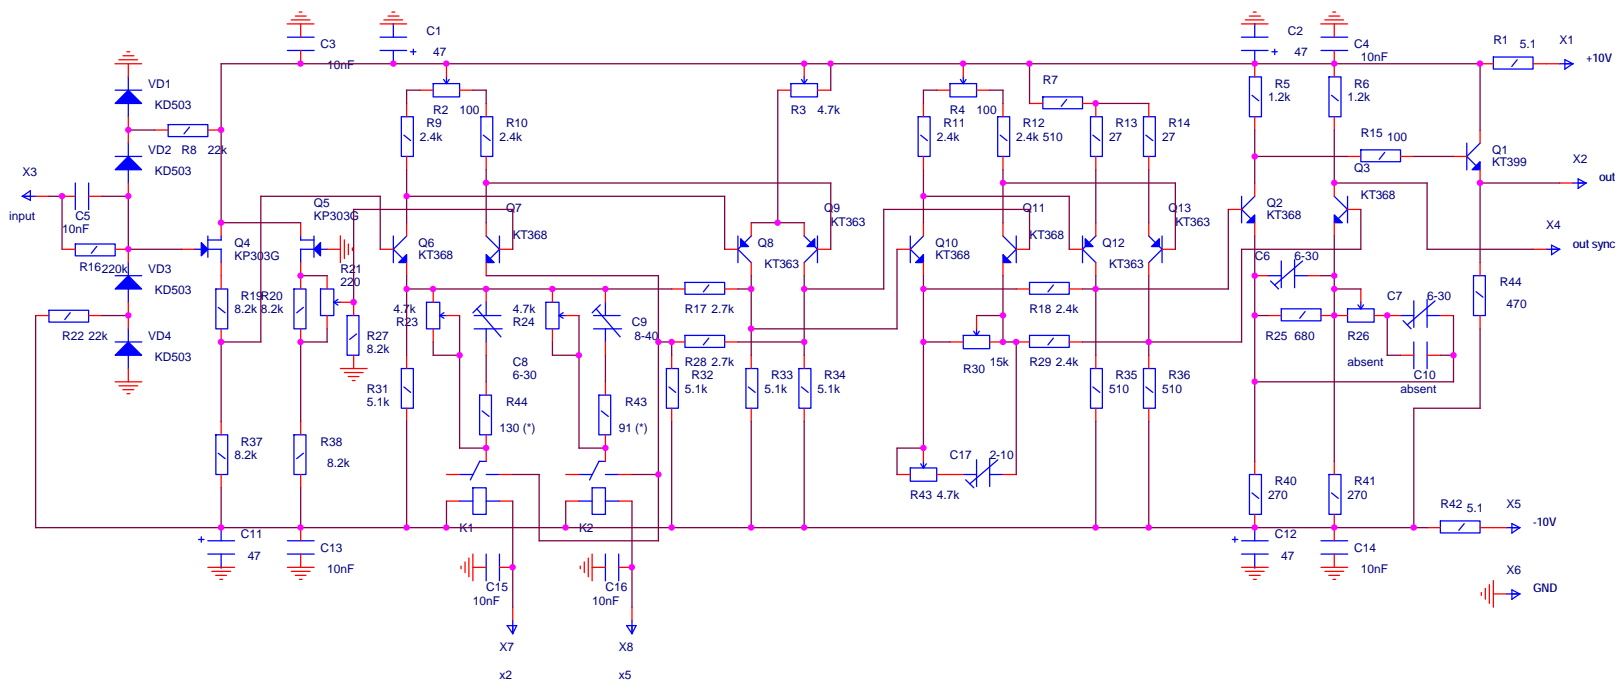 C3
10nF
C1
+ 47
C2
+ 47
C4
10nF
R1 5.1
X1
+10V
VD1
KD503
R8 22k
VD2
KD503
X3
input
C5
10nF
R16 220k
VD3
KD503
R22 22k
VD4
KD503
R2 100
R9
2.4k
R10
2.4k
R3 4.7k
R4 100
R11
2.4k
R12
2.4k
R7
510
R13
27
R14
27
R5
1.2k
R6
1.2k
R15 100
Q1
KT399
X2
out
Q3
KT368
Q2
KT368
X4
out sync
Q4
KP303G
Q5
KP303G
R21
220
Q6
KT368
Q7
KT368
Q8
KT363
Q9
KT363
Q10
KT368
Q11
KT368
Q12
KT363
Q13
KT363
R19
8.2k
R20
8.2k
R27
8.2k
4.7k
R23
4.7k
R24
C8
6-30
C9
8-40
R17 2.7k
R28 2.7k
R18 2.4k
R29 2.4k
R30 15k
C6 6-30
R25 680
R26
absent
C7 6-30
C10
absent
R44
470
R31
5.1k
R44
130 (*)
R43
91 (*)
R32
5.1k
R33
5.1k
R34
5.1k
R35
510
R36
510
R37
8.2k
R38
8.2k
K1
K2
R43 4.7k
C17 2-10
R40
270
R41
270
R42 5.1
X5
-10V
+ C11
47
C13
10nF
C15
10nF
C16
10nF
+ C12
47
C14
10nF
X6
GND
X7
x2
X8
x5